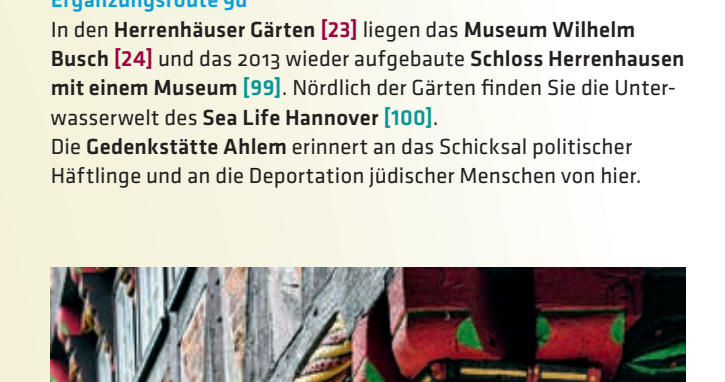 Ergänzungsroute 9d
In den Herrenhäuser Gärten [23] liegen das Museum Wilhelm
Busch [24] und das 2013 wieder aufgebaute Schloss Herrenhausen
mit einem Museum [99]. Nördlich der Gärten finden Sie die Unter-
wasserwelt des Sea Life Hannover [100].
Die Gedenkstätte Ahlem erinnert an das Schicksal politischer
Häftlinge und an die Deportation jüdischer Menschen von hier.